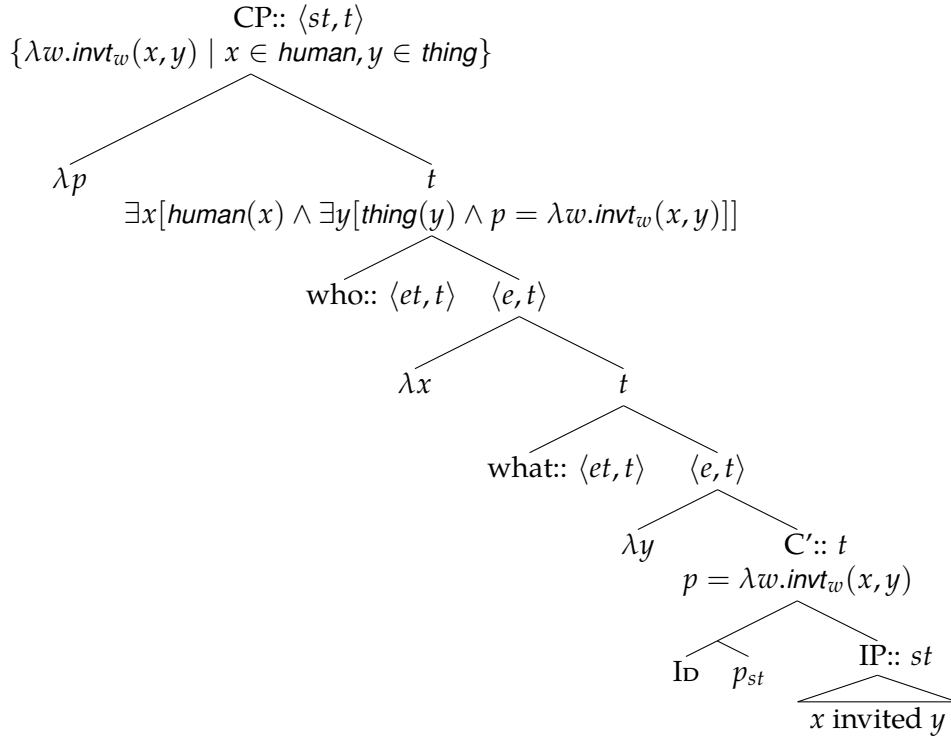 CP:: ⟨st, t⟩
{λw.invt_w(x, y) | x ∈ human, y ∈ thing}
λp t
∃x[human(x) ∧ ∃y[thing(y) ∧ p = λw.invt_w(x, y)]]
who:: ⟨et, t⟩ ⟨e, t⟩
λx t
what:: ⟨et, t⟩ ⟨e, t⟩
λy C':: t
p = λw.invt_w(x, y)
ID p_st IP:: st
x invited y